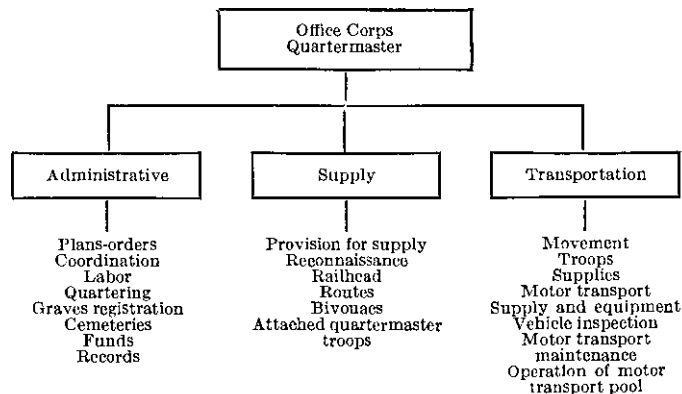 Office Corps
Quartermaster
Administrative
Supply
Transportation
Plans-orders
Coordination
Labor
Quartering
Graves registration
Cemeteries
Funds
Records
Provision for supply
Reconnaissance
Railhead
Routes
Bivouacs
Attached quartermaster
troops
Movement
Troops
Supplies
Motor transport
Supply and equipment
Vehicle inspection
Motor transport
maintenance
Operation of motor
transport pool